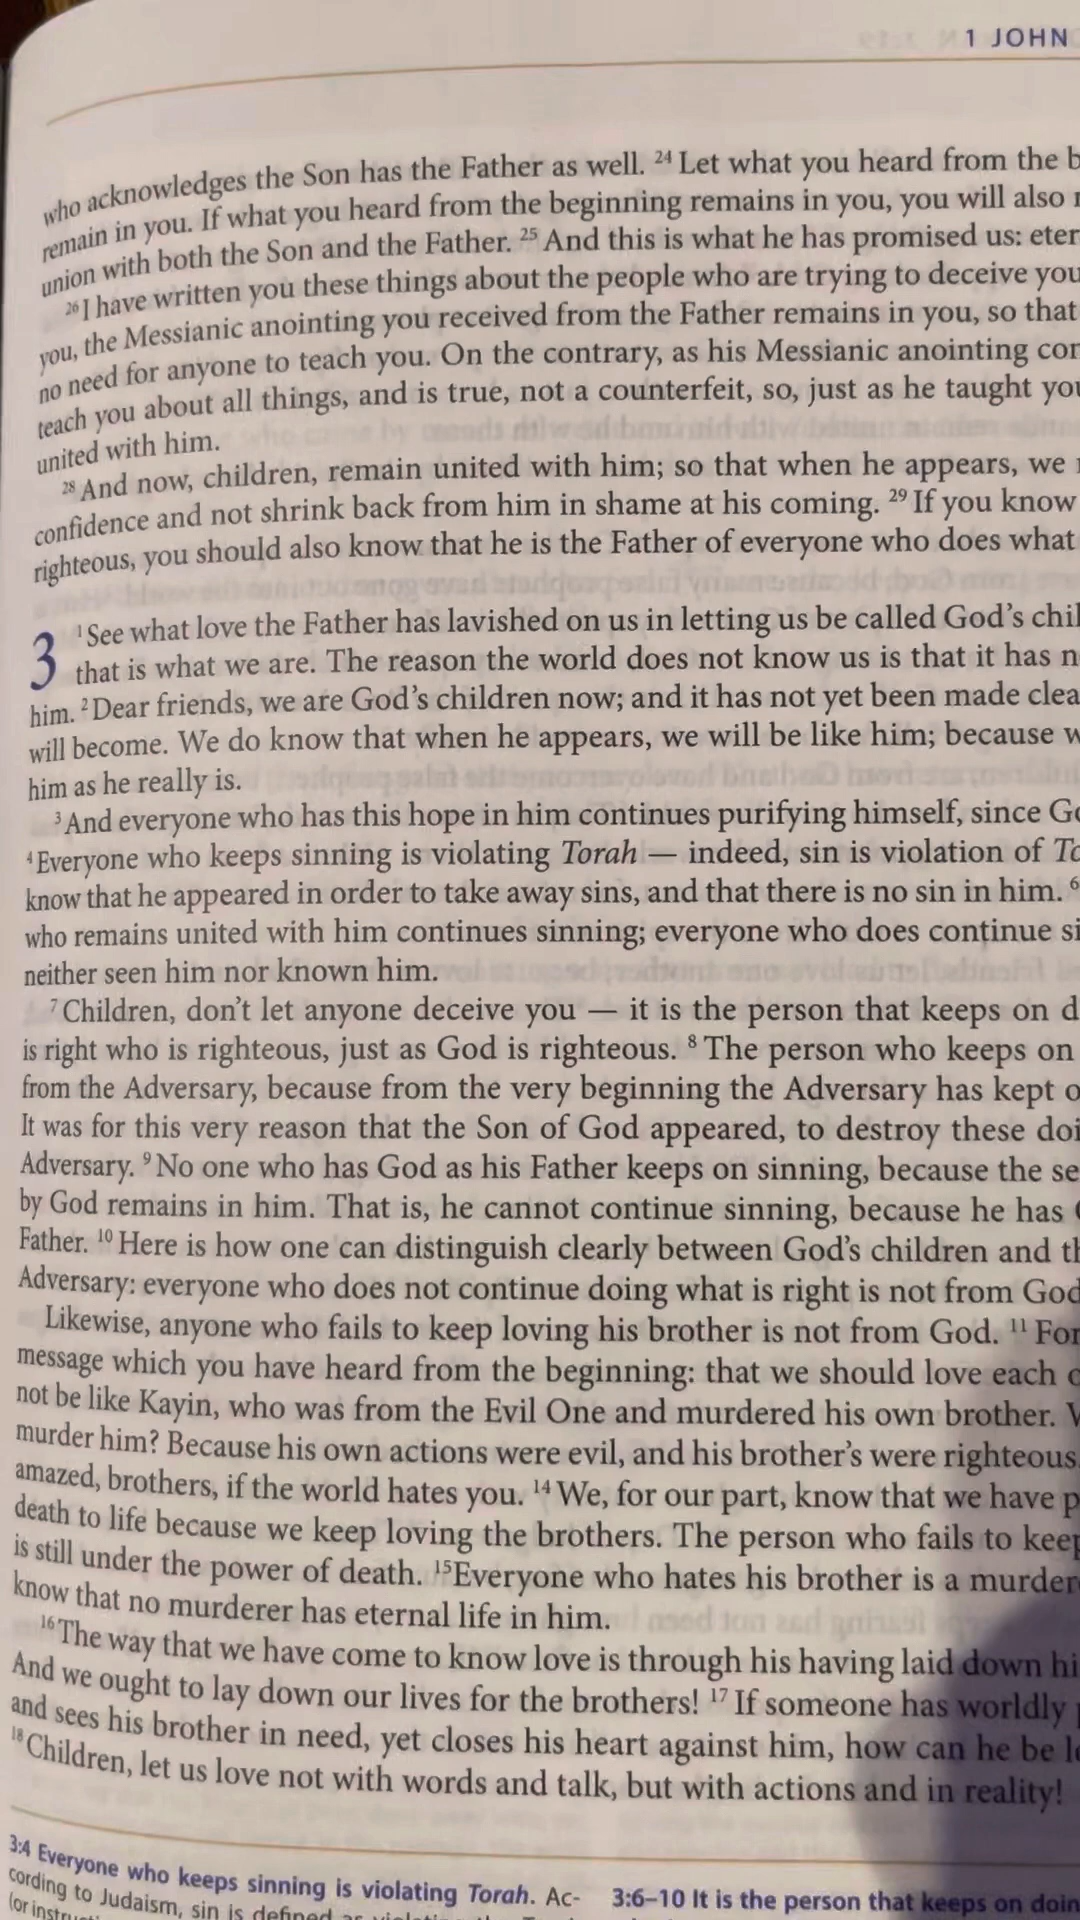 1 JOHN
who acknowledges the Son has the Father as well. 24 Let what you heard from the
remain in you. If what you heard from the beginning remains in you, you will also
union with both the Son and the Father. 25 And this is what he has promised us: eter
26 I have written you these things about the people who are trying to deceive you
you, the Messianic anointing you received from the Father remains in you, so that
no need for anyone to teach you. On the contrary, as his Messianic anointing con
teach you about all things, and is true, not a counterfeit, so, just as he taught you
united with him.
28 And now, children, remain united with him; so that when he appears, we
confidence and not shrink back from him in shame at his coming. 29 If you know
righteous, you should also know that he is the Father of everyone who does what
3 1 See what love the Father has lavished on us in letting us be called God's chil
that is what we are. The reason the world does not know us is that it has n
him. 2 Dear friends, we are God's children now; and it has not yet been made clea
will become. We do know that when he appears, we will be like him; because w
him as he really is.
3 And everyone who has this hope in him continues purifying himself, since Go
4 Everyone who keeps sinning is violating Torah — indeed, sin is violation of To
know that he appeared in order to take away sins, and that there is no sin in him. 6
who remains united with him continues sinning; everyone who does continue si
neither seen him nor known him.
7 Children, don't let anyone deceive you — it is the person that keeps on d
is right who is righteous, just as God is righteous. 8 The person who keeps on
from the Adversary, because from the very beginning the Adversary has kept o
It was for this very reason that the Son of God appeared, to destroy these doi
Adversary. 9 No one who has God as his Father keeps on sinning, because the se
by God remains in him. That is, he cannot continue sinning, because he has
Father. 10 Here is how one can distinguish clearly between God's children and th
Adversary: everyone who does not continue doing what is right is not from God
Likewise, anyone who fails to keep loving his brother is not from God. 11 For
message which you have heard from the beginning: that we should love each o
not be like Kayin, who was from the Evil One and murdered his own brother. W
murder him? Because his own actions were evil, and his brother's were righteous.
amazed, brothers, if the world hates you. 14 We, for our part, know that we have p
death to life because we keep loving the brothers. The person who fails to keep
is still under the power of death. 15 Everyone who hates his brother is a murder
know that no murderer has eternal life in him.
16 The way that we have come to know love is through his having laid down hi
And we ought to lay down our lives for the brothers! 17 If someone has worldly
and sees his brother in need, yet closes his heart against him, how can he be lo
18 Children, let us love not with words and talk, but with actions and in reality!
3:4 Everyone who keeps sinning is violating Torah. Ac-
cording to Judaism, sin is defined as violating the
(or
3:6–10 It is the person that keeps on doin